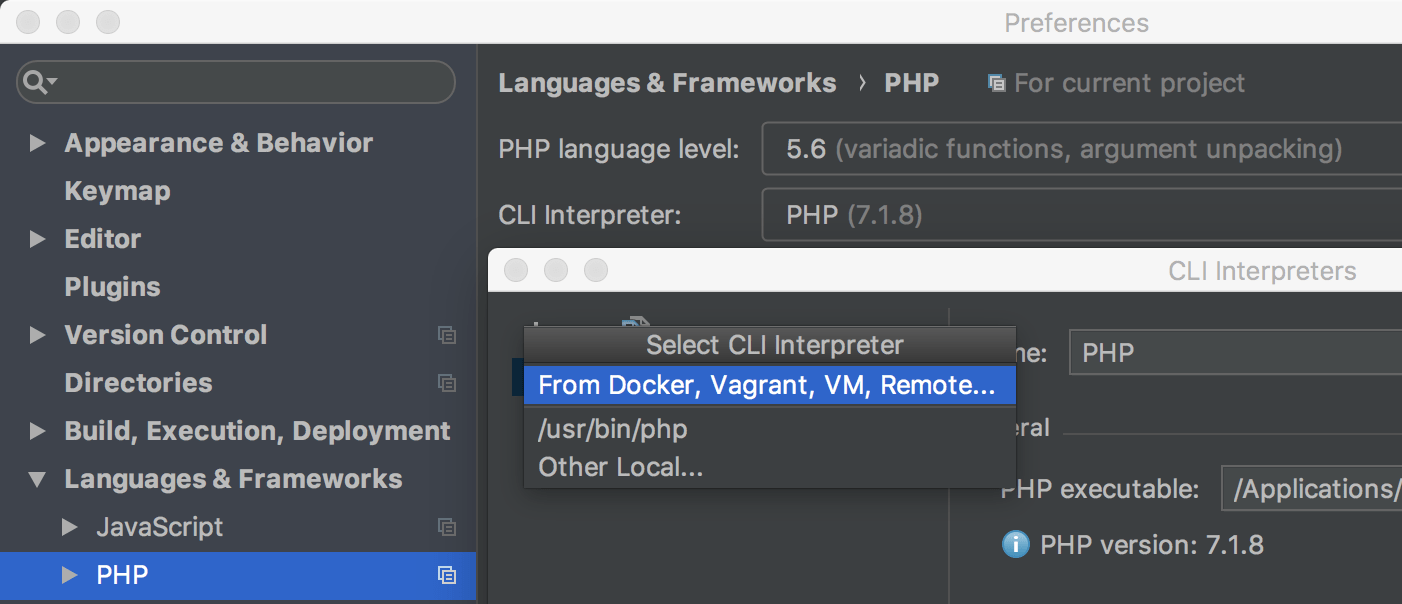 Preferences
Languages & Frameworks › PHP For current project
Appearance & Behavior
Keymap
Editor
Plugins
Version Control
Directories
Build, Execution, Deployment
Languages & Frameworks
JavaScript
PHP
PHP language level: 5.6 (variadic functions, argument unpacking)
CLI Interpreter: PHP (7.1.8)
CLI Interpreters
Select CLI Interpreter
From Docker, Vagrant, VM, Remote...
/usr/bin/php
Other Local...
PHP
PHP executable: /Applications/
PHP version: 7.1.8